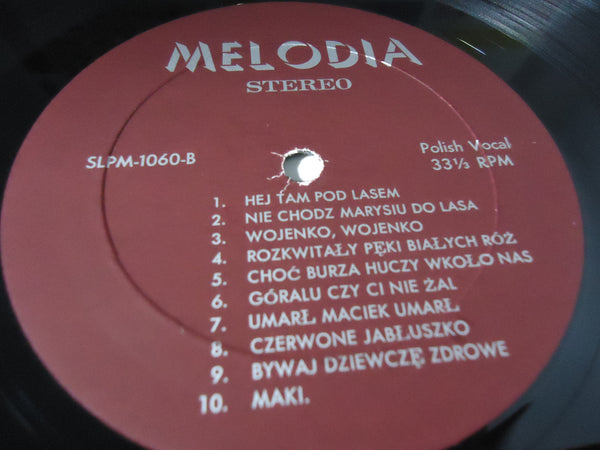 MELODIA
STEREO
SLPM-1060-B
Polish Vocal
33⅓ RPM
1. HEJ TAM POD LASEM
2. NIE CHODZ MARYSIU DO LASA
3. WOJENKO, WOJENKO
4. ROZKWITAŁY PĘKI BIAŁYCH RÓŻ
5. CHOĆ BURZA HUCZY WKOŁO NAS
6. GÓRALU CZY CI NIE ŻAL
7. UMARŁ MACIEK UMARŁ
8. CZERWONE JABŁUSZKO
9. BYWAJ DZIEWCZĘ ZDROWE
10. MAKI.